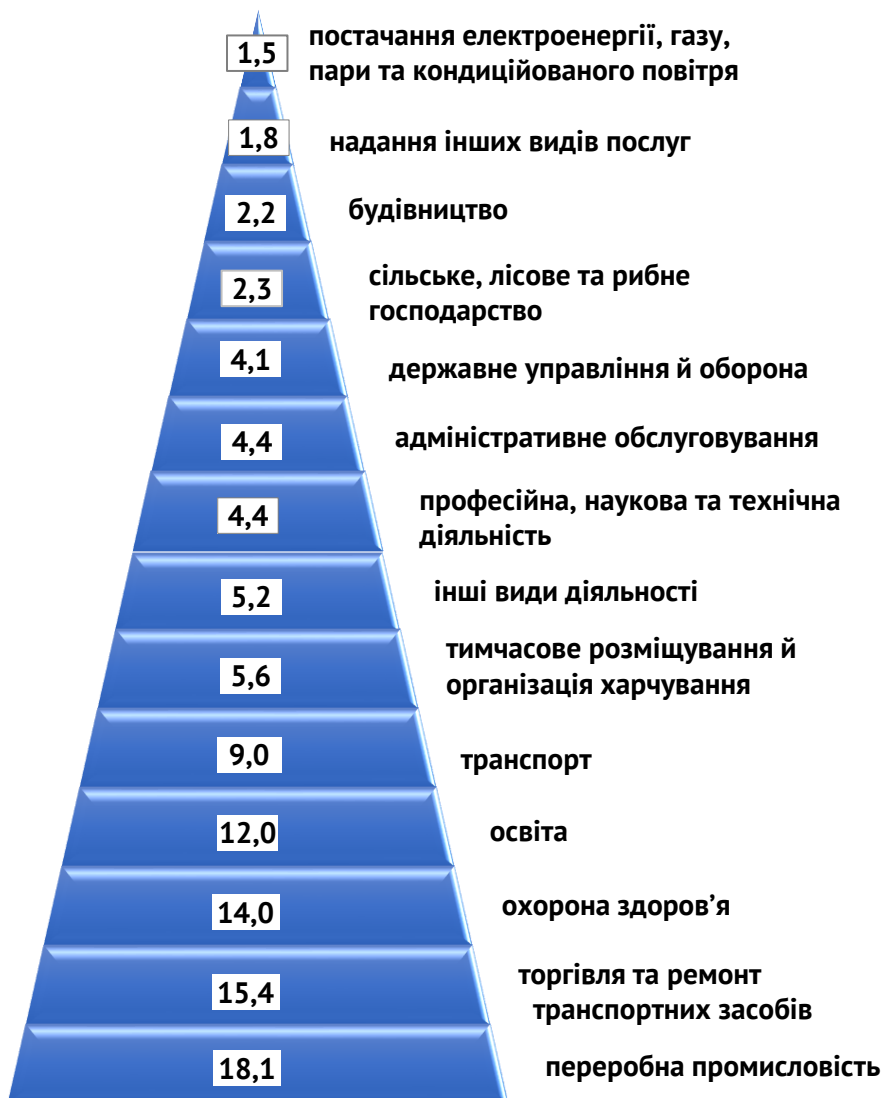 1,5
постачання електроенергії, газу,
пари та кондиційованого повітря
1,8
надання інших видів послуг
2,2
будівництво
2,3
сільське, лісове та рибне
господарство
4,1
державне управління й оборона
4,4
адміністративне обслуговування
4,4
професійна, наукова та технічна
діяльність
5,2
інші види діяльності
5,6
тимчасове розміщування й
організація харчування
9,0
транспорт
12,0
освіта
14,0
охорона здоров’я
15,4
торгівля та ремонт
транспортних засобів
18,1
переробна промисловість